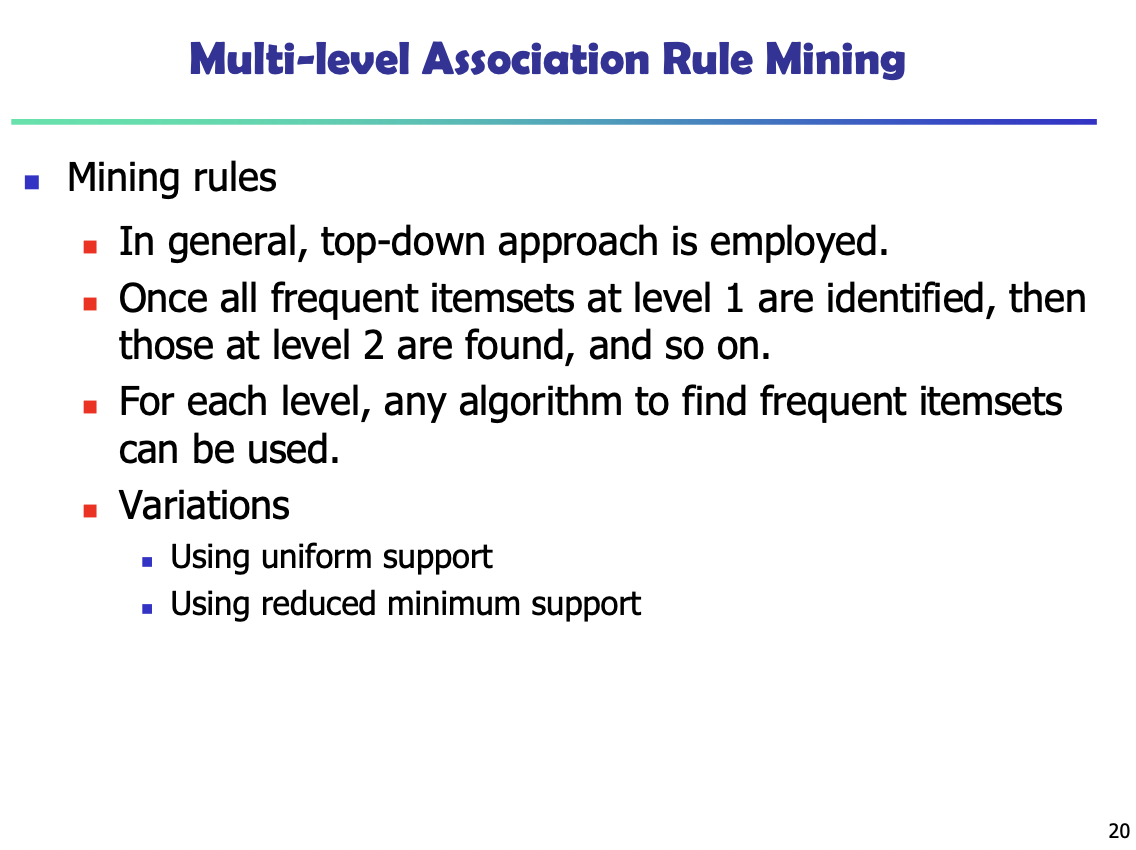 Multi-level Association Rule Mining
Mining rules
In general, top-down approach is employed.
Once all frequent itemsets at level 1 are identified, then
those at level 2 are found, and so on.
For each level, any algorithm to find frequent itemsets
can be used.
Variations
Using uniform support
Using reduced minimum support
20